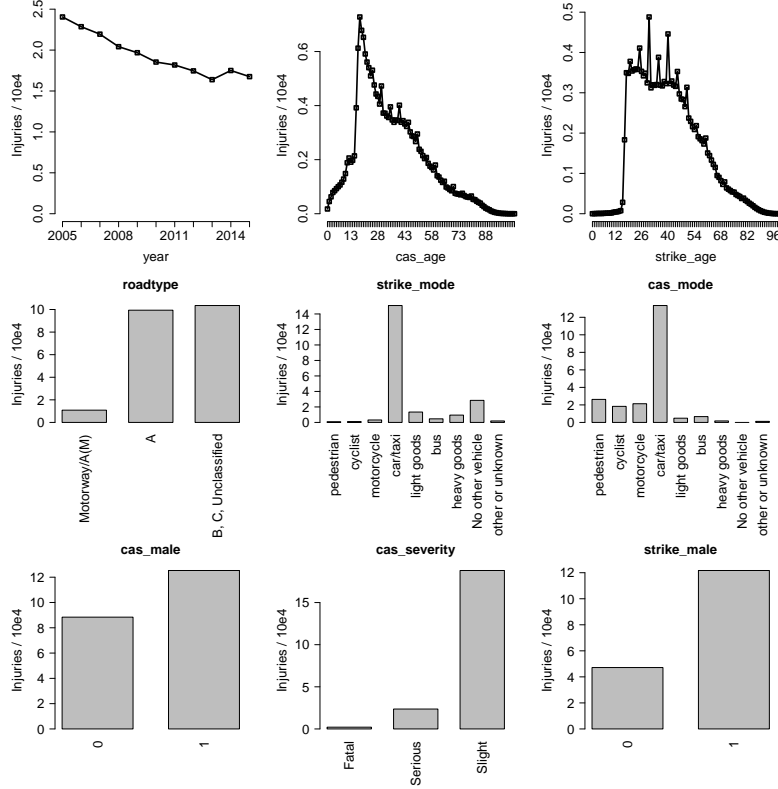 Injuries / 10e4
0.0
0.5
1.0
1.5
2.0
2.5
2005
2008
2011
2014
year
Injuries / 10e4
0.0
0.2
0.4
0.6
0 13 28 43 58 73 88
cas_age
Injuries / 10e4
0.0
0.1
0.2
0.3
0.4
0.5
0 12 26 40 54 68 82 96
strike_age
roadtype
Injuries / 10e4
0
2
4
6
8
10
Motorway/A(M)
A
B, C, Unclassified
strike_mode
Injuries / 10e4
0
2
4
6
8
10
12
14
pedestrian
cyclist
motorcycle
car/taxi
light goods
bus
heavy goods
No other vehicle
other or unknown
cas_mode
Injuries / 10e4
0
2
4
6
8
10
12
pedestrian
cyclist
motorcycle
car/taxi
light goods
bus
heavy goods
No other vehicle
other or unknown
cas_male
Injuries / 10e4
0
2
4
6
8
10
12
0
1
cas_severity
Injuries / 10e4
0
5
10
15
Fatal
Serious
Slight
strike_male
Injuries / 10e4
0
2
4
6
8
10
12
0
1